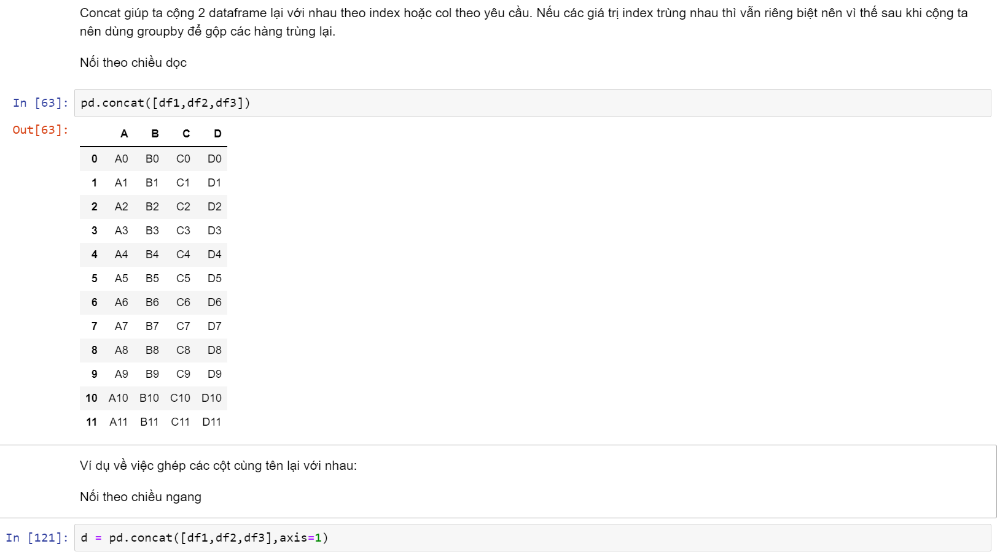 Concat giúp ta cộng 2 dataframe lại với nhau theo index hoặc col theo yêu cầu. Nếu các giá trị index trùng nhau thì vẫn riêng biệt nên vì thế sau khi cộng ta
nên dùng groupby để gộp các hàng trùng lại.
Nối theo chiều dọc
In [63]: pd.concat([df1,df2,df3])
Out[63]:
A B C D
0 A0 B0 C0 D0
1 A1 B1 C1 D1
2 A2 B2 C2 D2
3 A3 B3 C3 D3
4 A4 B4 C4 D4
5 A5 B5 C5 D5
6 A6 B6 C6 D6
7 A7 B7 C7 D7
8 A8 B8 C8 D8
9 A9 B9 C9 D9
10 A10 B10 C10 D10
11 A11 B11 C11 D11
Ví dụ về việc ghép các cột cùng tên lại với nhau:
Nối theo chiều ngang
In [121]: d = pd.concat([df1,df2,df3],axis=1)